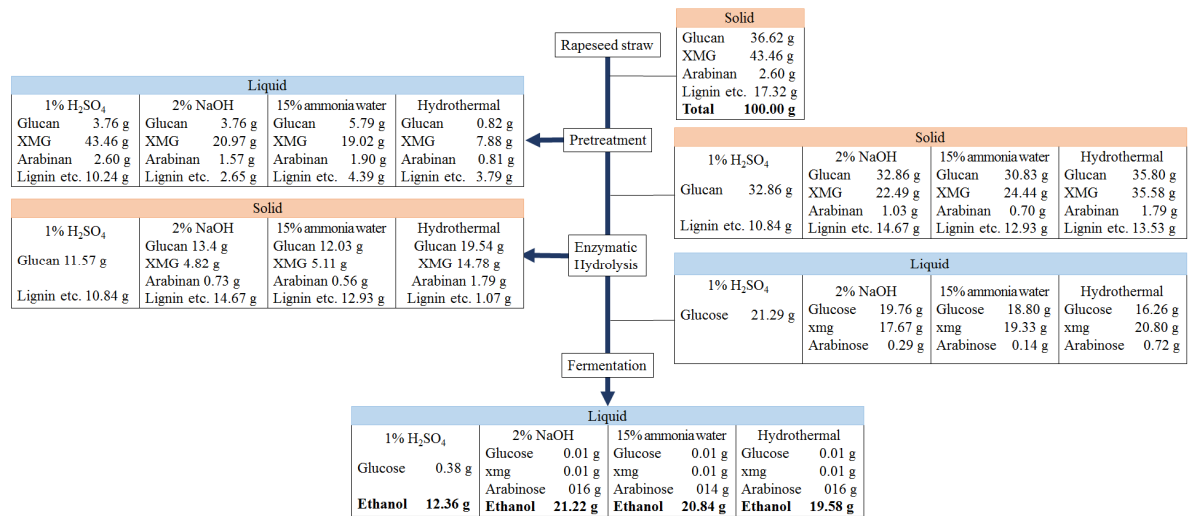 Solid
Glucan 36.62 g
XMG 43.46 g
Arabinan 2.60 g
Lignin etc. 17.32 g
Total 100.00 g
Rapeseed straw
Liquid
1% H₂SO₄
Glucan 3.76 g
XMG 43.46 g
Arabinan 2.60 g
Lignin etc. 10.24 g
2% NaOH
Glucan 3.76 g
XMG 20.97 g
Arabinan 1.57 g
Lignin etc. 2.65 g
15% ammonia water
Glucan 5.79 g
XMG 19.02 g
Arabinan 1.90 g
Lignin etc. 4.39 g
Hydrothermal
Glucan 0.82 g
XMG 7.88 g
Arabinan 0.81 g
Lignin etc. 3.79 g
Pretreatment
Solid
1% H₂SO₄
Glucan 32.86 g
Lignin etc. 10.84 g
2% NaOH
Glucan 32.86 g
XMG 22.49 g
Arabinan 1.03 g
Lignin etc. 14.67 g
15% ammonia water
Glucan 30.83 g
XMG 24.44 g
Arabinan 0.70 g
Lignin etc. 12.93 g
Hydrothermal
Glucan 35.80 g
XMG 35.58 g
Arabinan 1.79 g
Lignin etc. 13.53 g
Solid
1% H₂SO₄
Glucan 11.57 g
Lignin etc. 10.84 g
2% NaOH
Glucan 13.4 g
XMG 4.82 g
Arabinan 0.73 g
Lignin etc. 14.67 g
15% ammonia water
Glucan 12.03 g
XMG 5.11 g
Arabinan 0.56 g
Lignin etc. 12.93 g
Hydrothermal
Glucan 19.54 g
XMG 14.78 g
Arabinan 1.79 g
Lignin etc. 1.07 g
Enzymatic
Hydrolysis
Liquid
1% H₂SO₄
Glucose 21.29 g
2% NaOH
Glucose 19.76 g
xmg 17.67 g
Arabinose 0.29 g
15% ammonia water
Glucose 18.80 g
xmg 19.33 g
Arabinose 0.14 g
Hydrothermal
Glucose 16.26 g
xmg 20.80 g
Arabinose 0.72 g
Fermentation
Liquid
1% H₂SO₄
Glucose 0.38 g
Ethanol 12.36 g
2% NaOH
Glucose 0.01 g
xmg 0.01 g
Arabinose 016 g
Ethanol 21.22 g
15% ammonia water
Glucose 0.01 g
xmg 0.01 g
Arabinose 014 g
Ethanol 20.84 g
Hydrothermal
Glucose 0.01 g
xmg 0.01 g
Arabinose 016 g
Ethanol 19.58 g